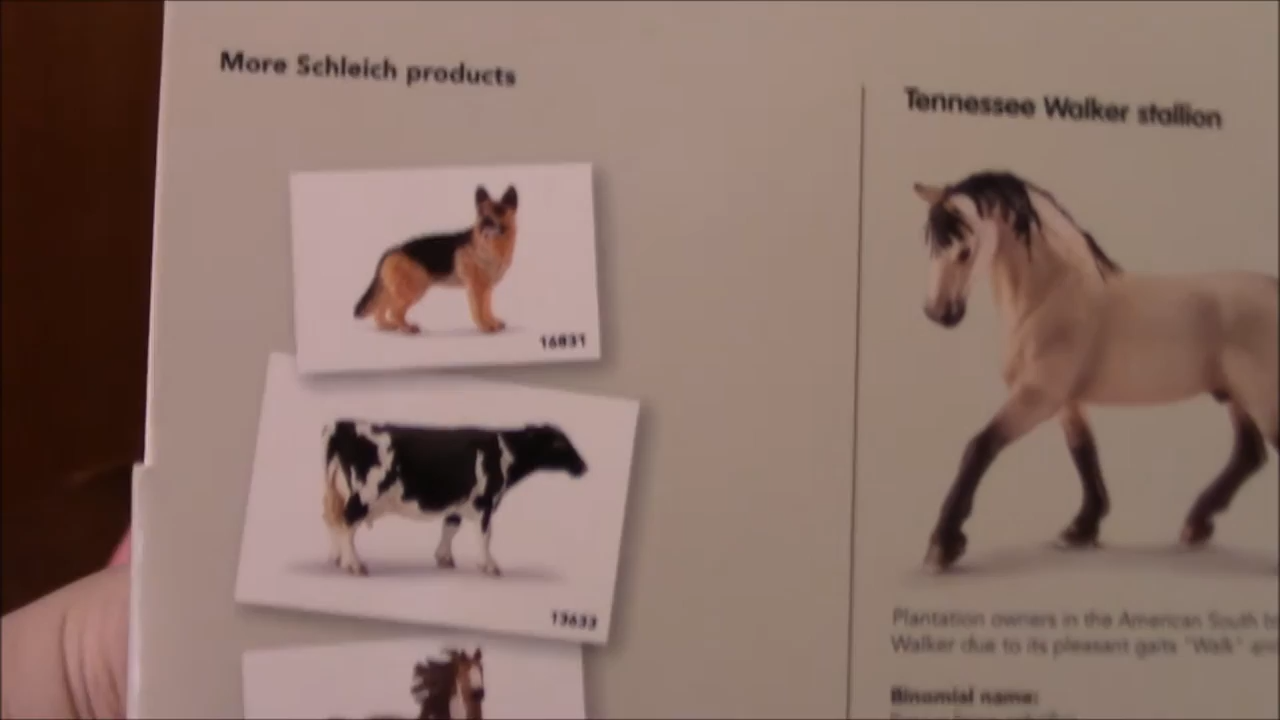 More Schleich products
16831
13633
Tennessee Walker stallion
Plantation owners in the American South
Walker due to its pleasant gaits "Walk"
Binomial name: